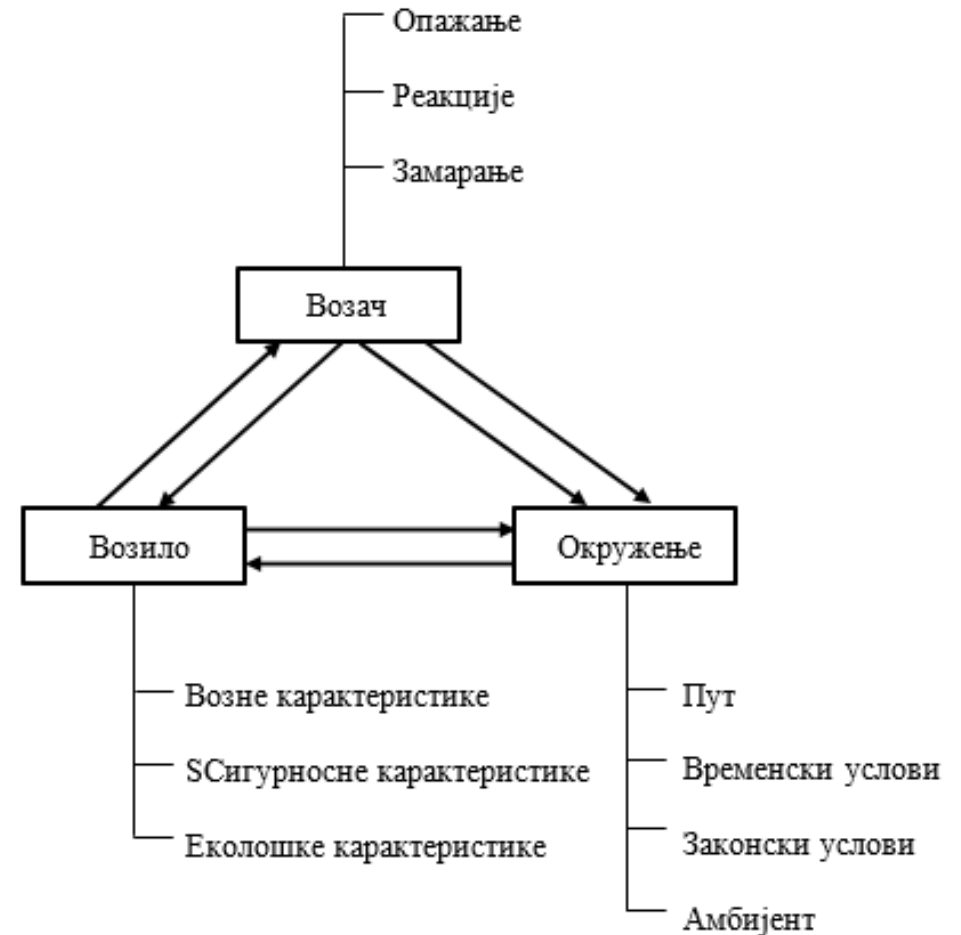 Опажање
Реакције
Замарање
Возач
Возило
Окружење
Возне карактеристике
SСигурносне карактеристике
Еколошке карактеристике
Пут
Временски услови
Законски услови
Амбијент